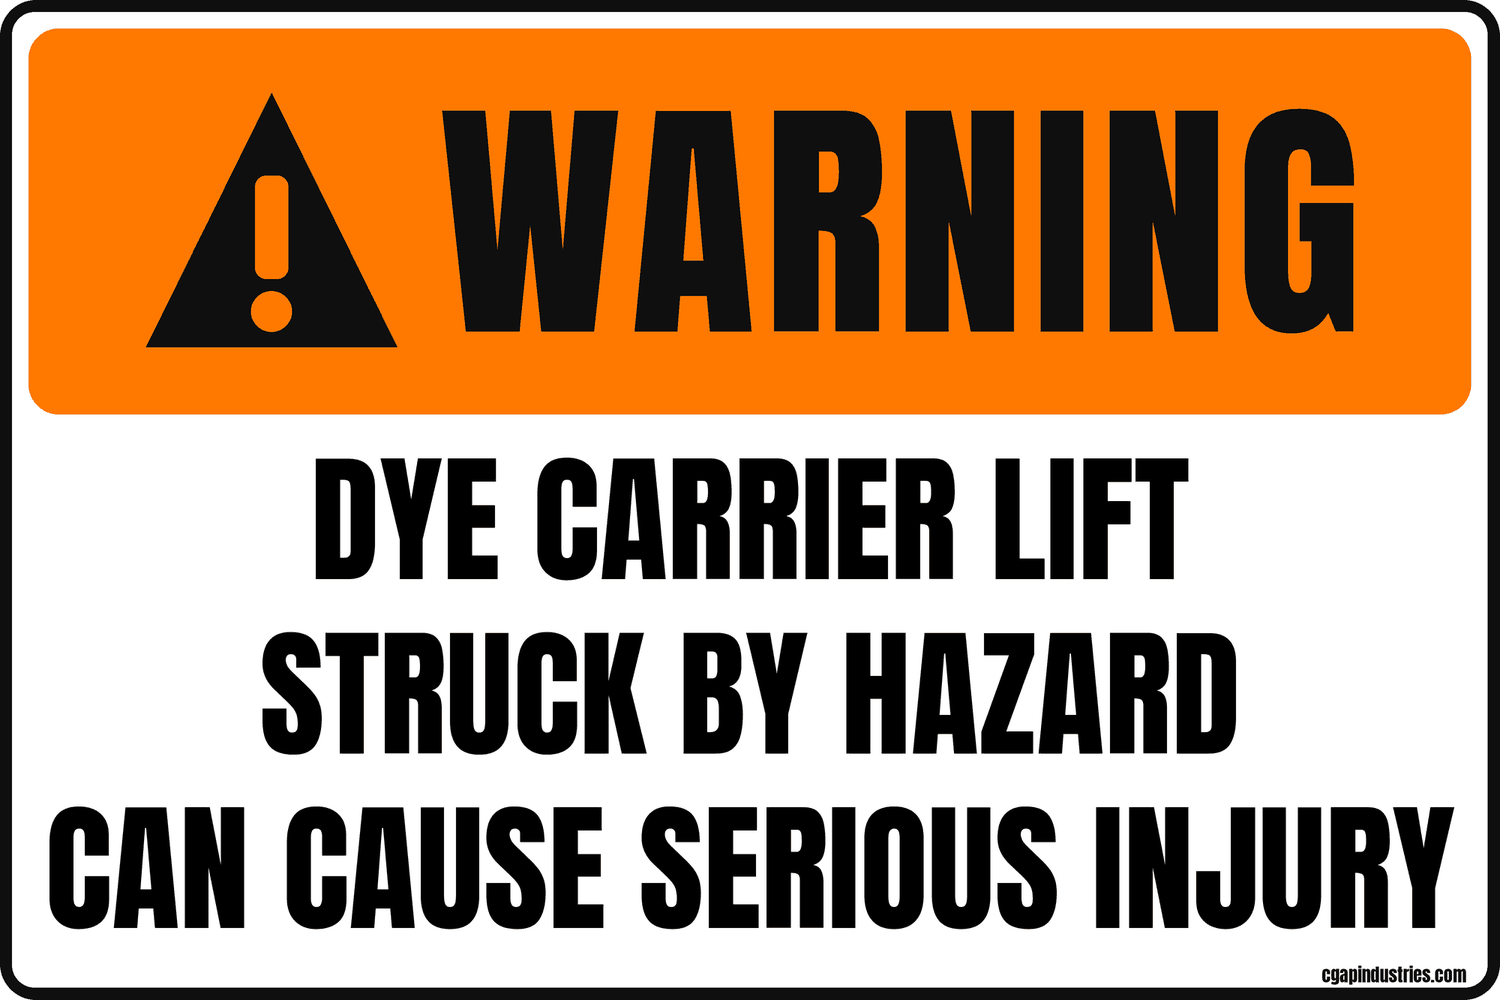 WARNING
DYE CARRIER LIFT
STRUCK BY HAZARD
CAN CAUSE SERIOUS INJURY
cgapindustries.com